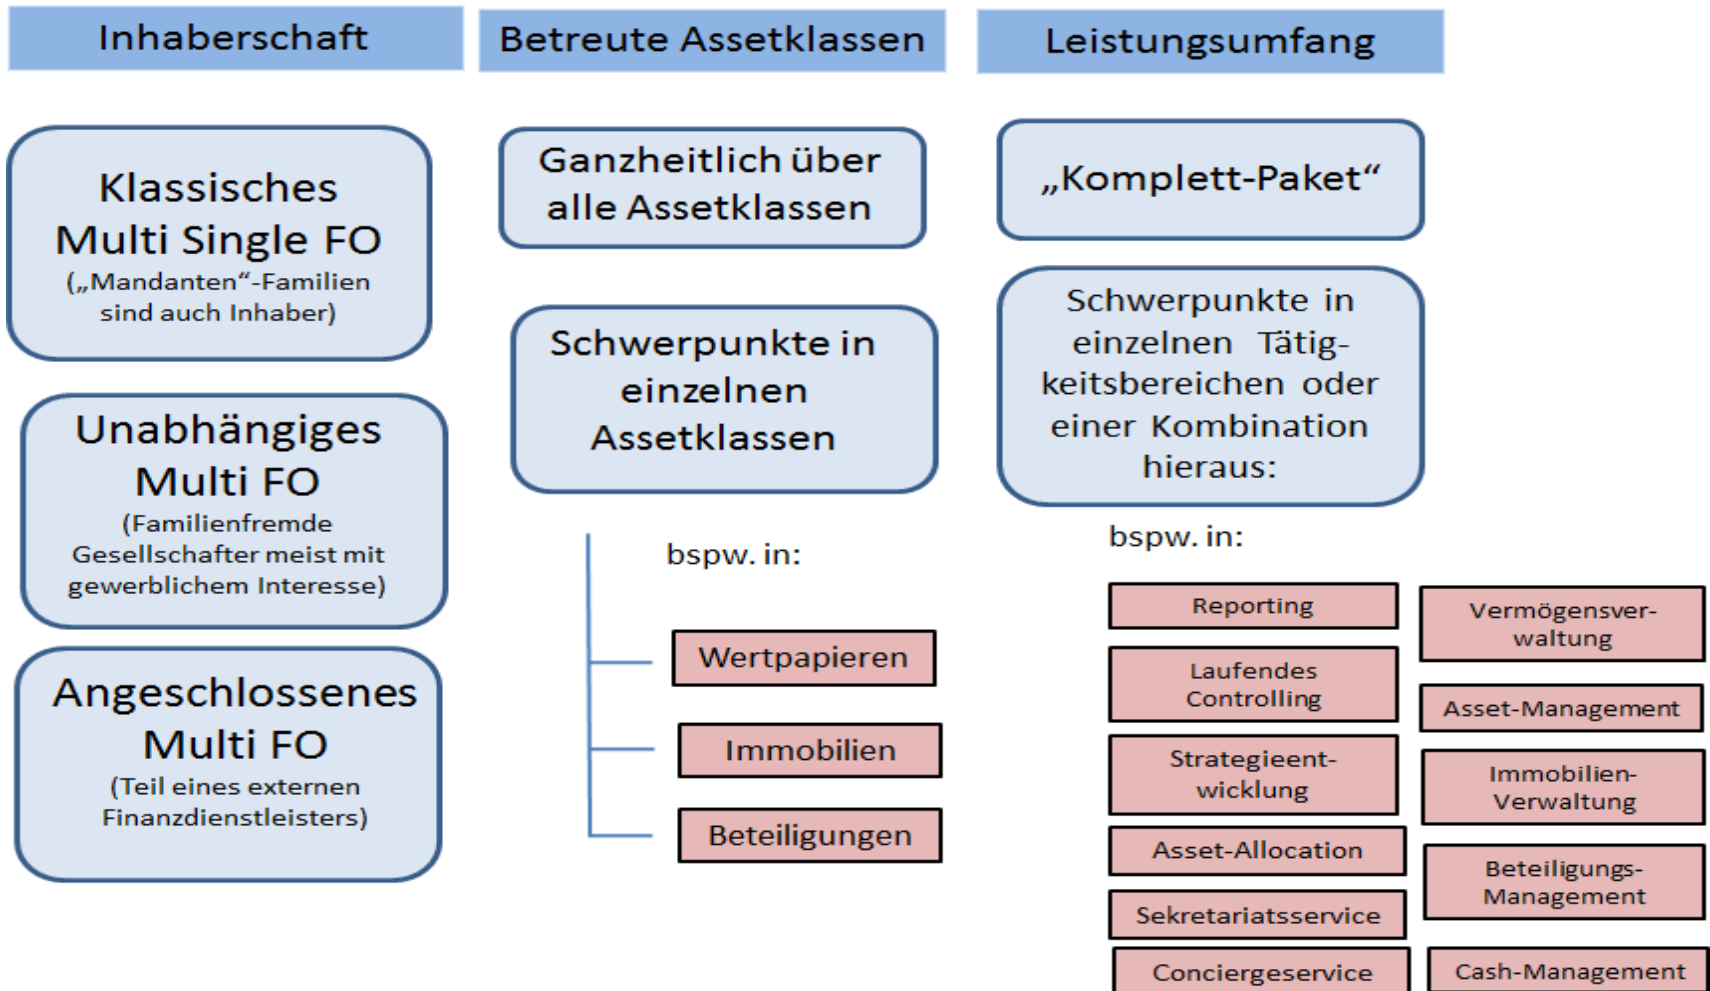 Inhaberschaft
Klassisches
Multi Single FO
(„Mandanten“-Familien
sind auch Inhaber)
Unabhängiges
Multi FO
(Familienfremde
Gesellschafter meist mit
gewerblichem Interesse)
Angeschlossenes
Multi FO
(Teil eines externen
Finanzdienstleisters)
Betreute Assetklassen
Ganzheitlich über
alle Assetklassen
Schwerpunkte in
einzelnen
Assetklassen
bspw. in:
Wertpapieren
Immobilien
Beteiligungen
Leistungsumfang
„Komplett-Paket“
Schwerpunkte in
einzelnen Tätig-
keitsbereichen oder
einer Kombination
hieraus:
bspw. in:
Reporting
Laufendes
Controlling
Strategieent-
wicklung
Asset-Allocation
Sekretariatsservice
Conciergeservice
Vermögensver-
waltung
Asset-Management
Immobilien-
Verwaltung
Beteiligungs-
Management
Cash-Management